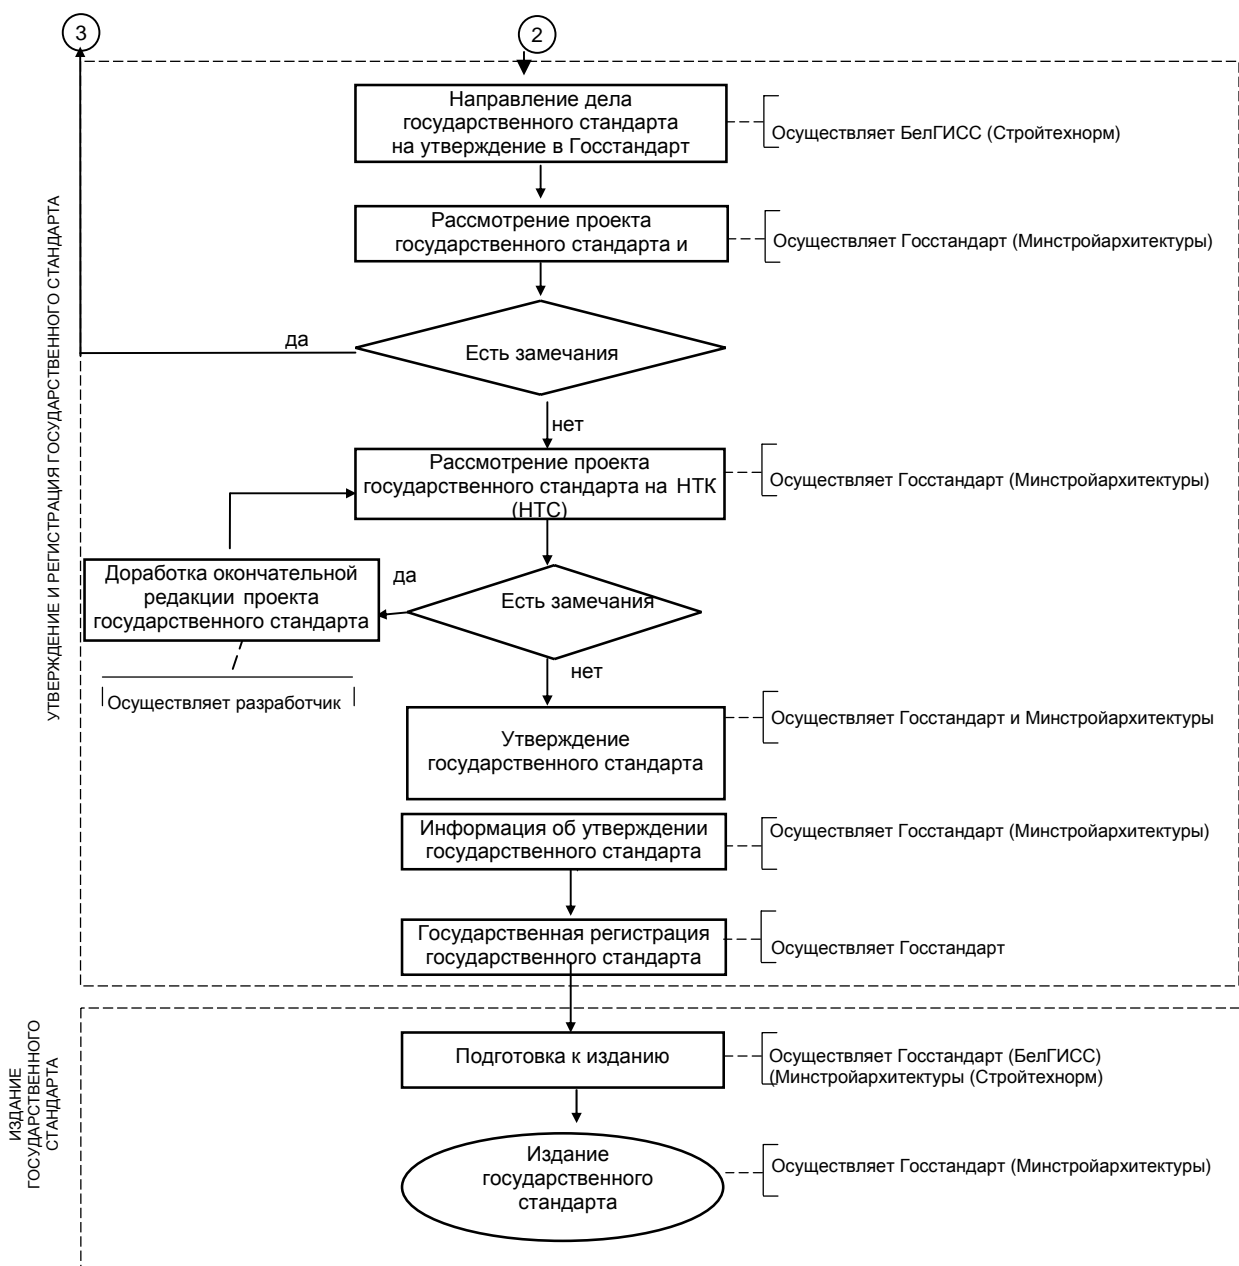 3
2
УТВЕРЖДЕНИЕ И РЕГИСТРАЦИЯ ГОСУДАРСТВЕННОГО СТАНДАРТА
Направление дела
государственного стандарта
на утверждение в Госстандарт
Осуществляет БелГИСС (Стройтехнорм)
Рассмотрение проекта
государственного стандарта и
Осуществляет Госстандарт (Минстройархитектуры)
да
Есть замечания
нет
Рассмотрение проекта
государственного стандарта на НТК
(НТС)
Осуществляет Госстандарт (Минстройархитектуры)
Доработка окончательной
редакции проекта
государственного стандарта
да
Есть замечания
нет
Осуществляет разработчик
Утверждение
государственного стандарта
Осуществляет Госстандарт и Минстройархитектуры
Информация об утверждении
государственного стандарта
Осуществляет Госстандарт (Минстройархитектуры)
Государственная регистрация
государственного стандарта
Осуществляет Госстандарт
ИЗДАНИЕ
ГОСУДАРСТВЕННОГО
СТАНДАРТА
Подготовка к изданию
Осуществляет Госстандарт (БелГИСС)
(Минстройархитектуры (Стройтехнорм)
Издание
государственного
стандарта
Осуществляет Госстандарт (Минстройархитектуры)